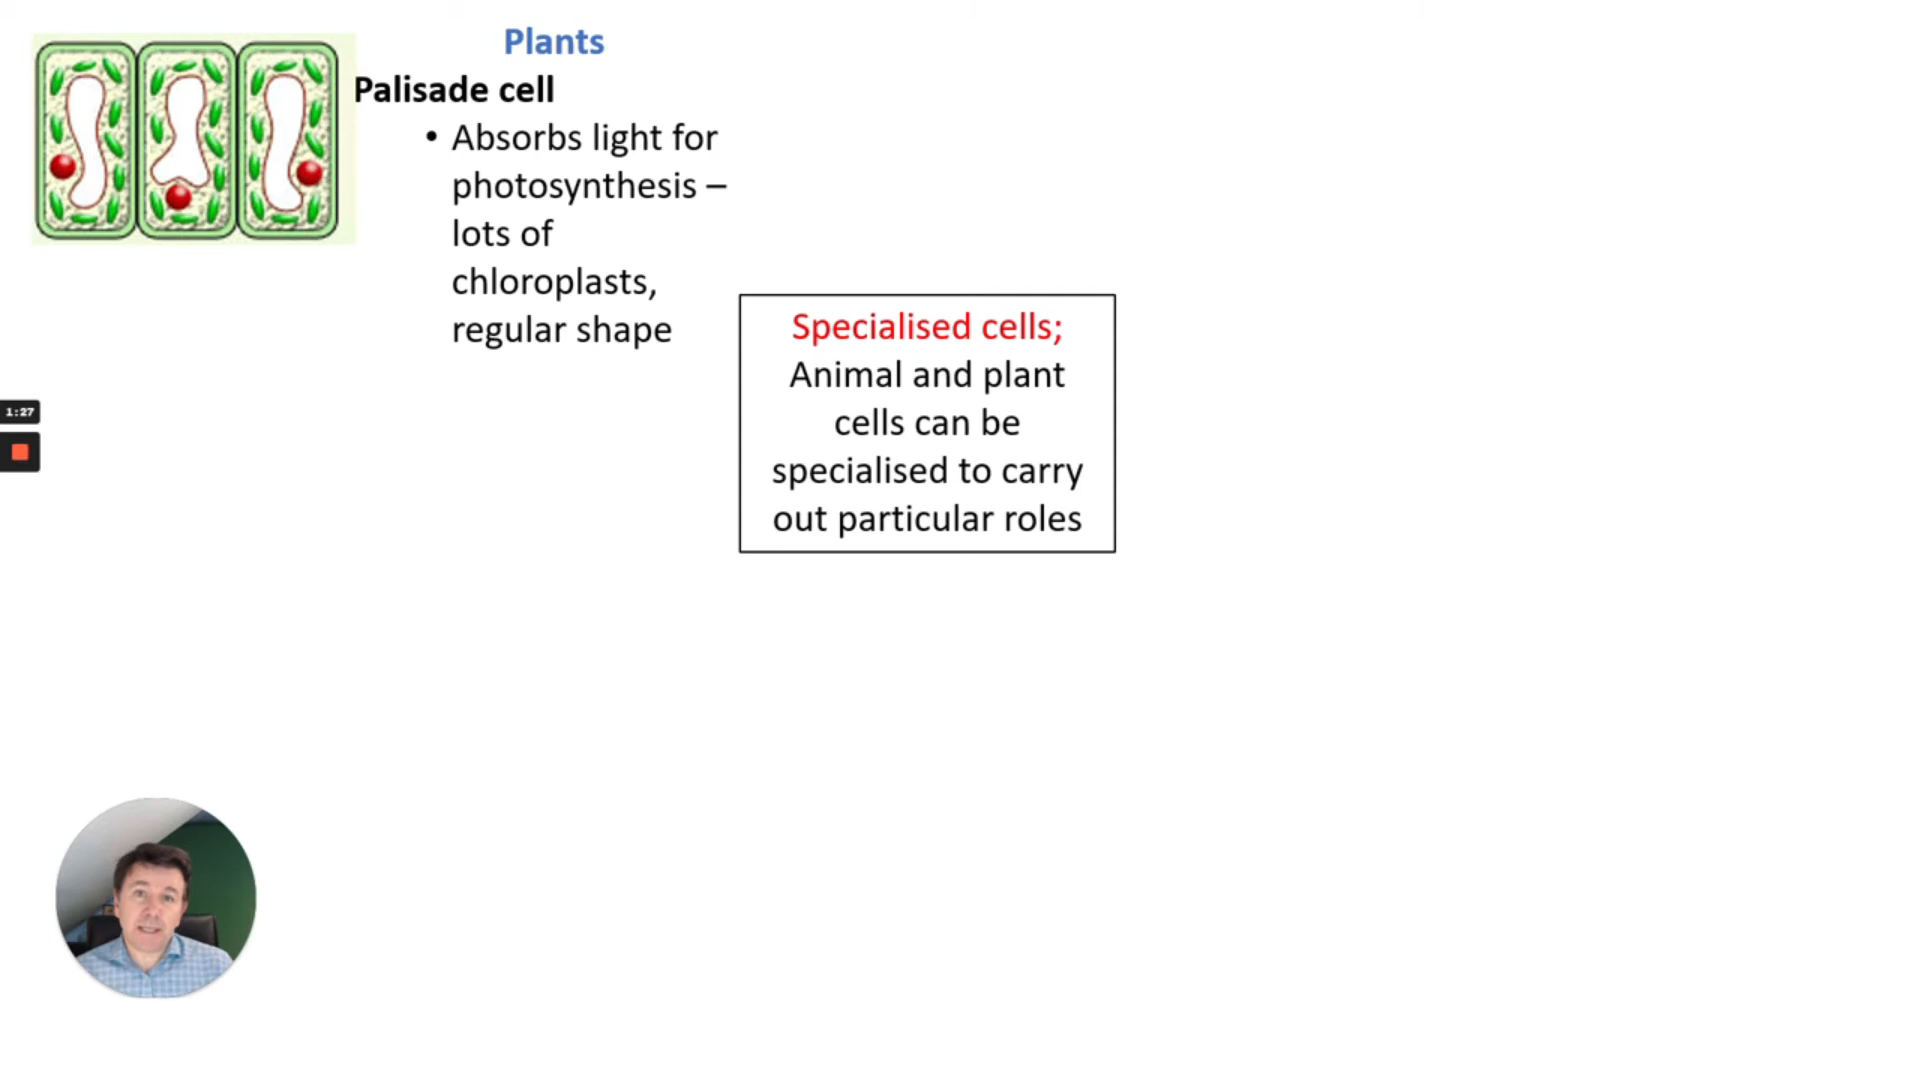 Plants
Palisade cell
• Absorbs light for
photosynthesis –
lots of
chloroplasts,
regular shape
Specialised cells;
Animal and plant
cells can be
specialised to carry
out particular roles
1:27